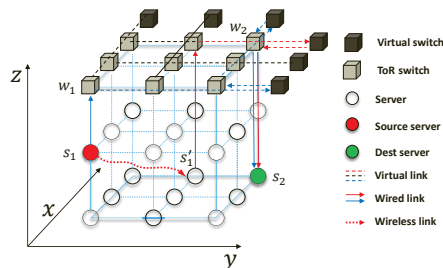 w₂
Virtual switch
z
w₁
ToR switch
Server
s₁
s₁′
Source server
s₂
Dest server
x
Virtual link
Wired link
y
Wireless link